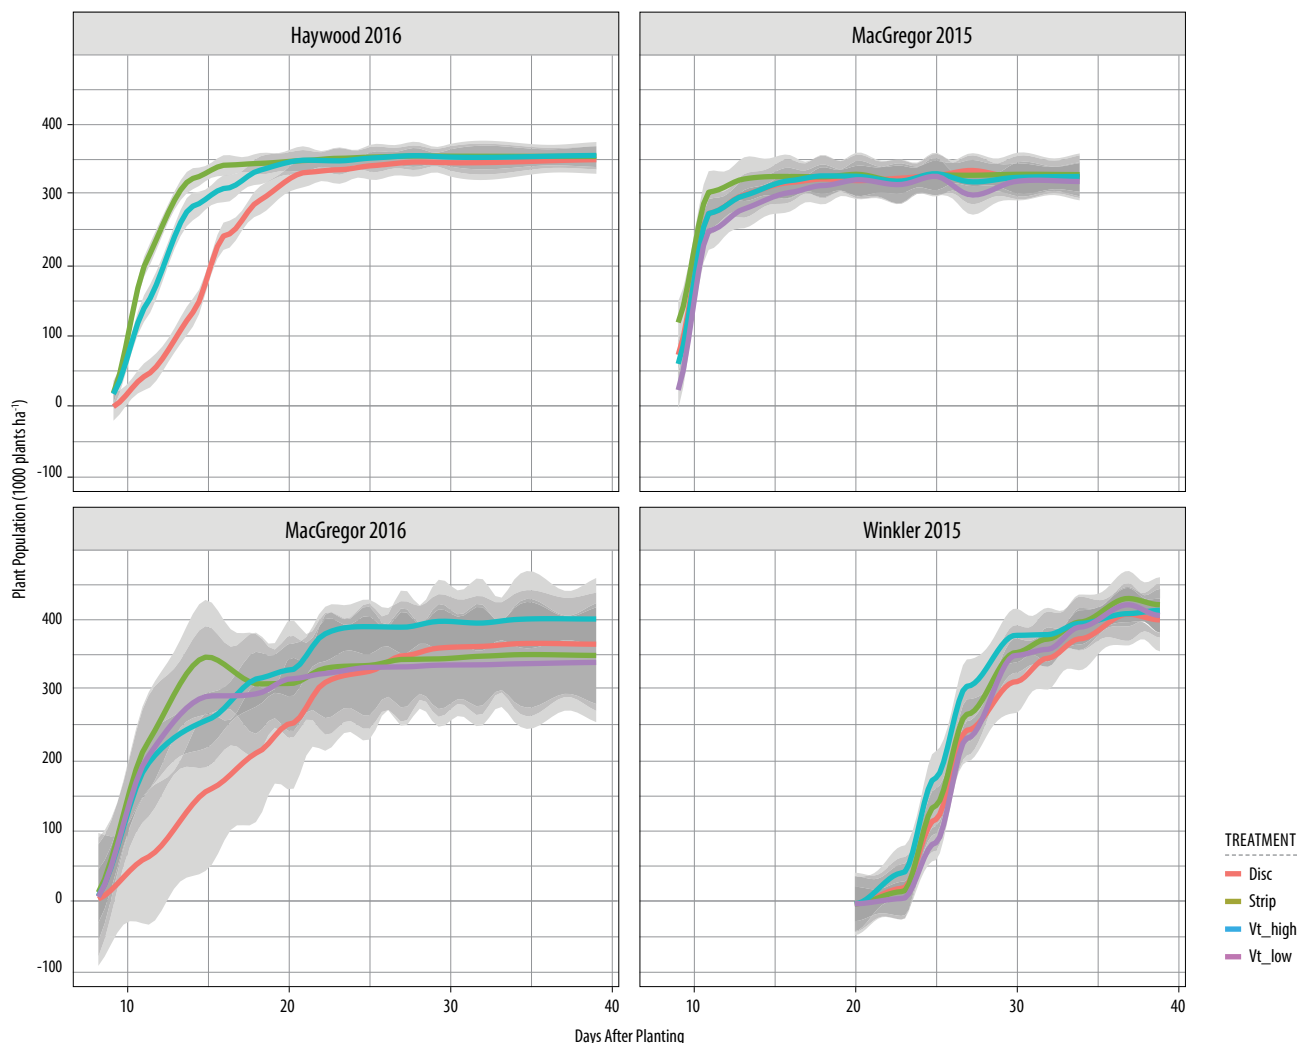 Haywood 2016
MacGregor 2015
400
300
200
100
0
-100
Plant Population (1000 plants ha⁻¹)
MacGregor 2016
Winkler 2015
400
300
200
100
0
-100
10 20 30 40
10 20 30 40
Days After Planting
TREATMENT
Disc
Strip
Vt_high
Vt_low